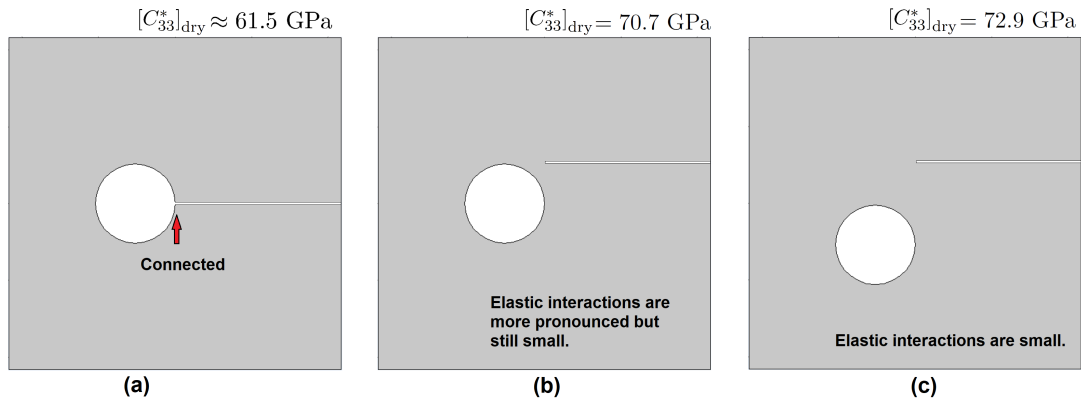 [C*33]dry ≈ 61.5 GPa
[C*33]dry = 70.7 GPa
[C*33]dry = 72.9 GPa
Connected
Elastic interactions are
more pronounced but
still small.
Elastic interactions are small.
(a)
(b)
(c)